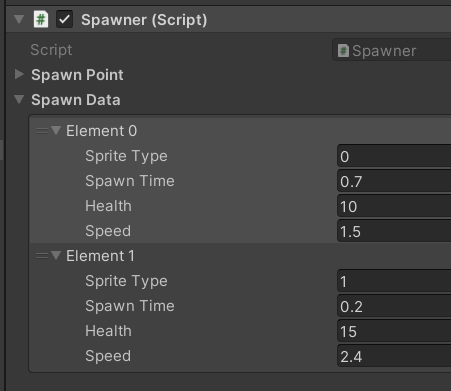 # Spawner (Script)
Script # Spawner
Spawn Point
Spawn Data
Element 0
Sprite Type 0
Spawn Time 0.7
Health 10
Speed 1.5
Element 1
Sprite Type 1
Spawn Time 0.2
Health 15
Speed 2.4